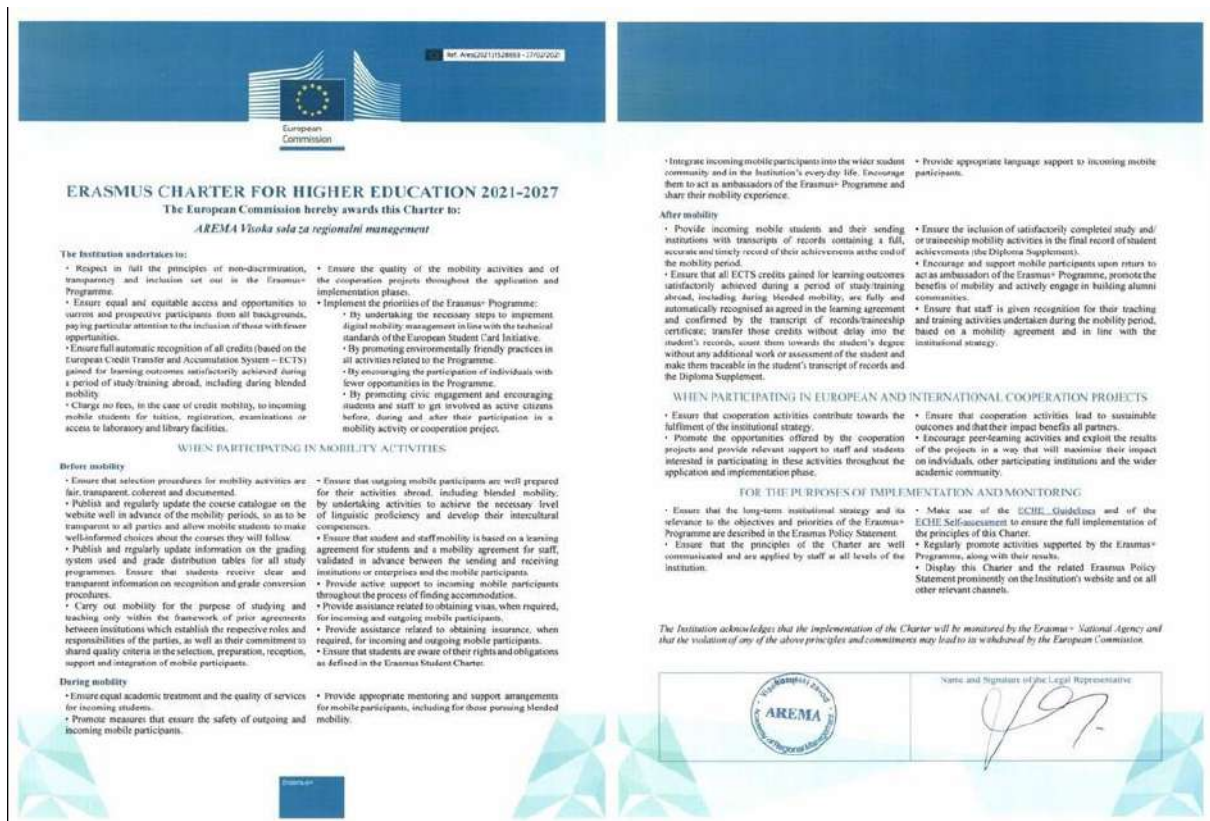 Ref. Ares(2021)1528693 - 27/02/2021
European
Commission
ERASMUS CHARTER FOR HIGHER EDUCATION 2021-2027
The European Commission hereby awards this Charter to:
AREMA Visoka sola za regionalni management
The Institution undertakes to:
• Respect in full the principles of non-discrimination,
transparency and inclusion set out in the Erasmus+
Programme.
• Ensure equal and equitable access and opportunities to
current and prospective participants from all backgrounds,
paying particular attention to the inclusion of those with fewer
opportunities.
• Ensure full automatic recognition of all credits (based on the
European Credit Transfer and Accumulation System – ECTS)
gained for learning outcomes satisfactorily achieved during
a period of study/training abroad, including during blended
mobility.
• Charge no fees, in the case of credit mobility, to incoming
mobile students for tuition, registration, examinations or
access to laboratory and library facilities.
• Ensure the quality of the mobility activities and of
the cooperation projects throughout the application and
implementation phases.
• Implement the priorities of the Erasmus+ Programme:
• By undertaking the necessary steps to implement
digital mobility management in line with the technical
standards of the European Student Card Initiative.
• By promoting environmentally friendly practices in
all activities related to the Programme.
• By encouraging the participation of individuals with
fewer opportunities in the Programme.
• By promoting civic engagement and encouraging
students and staff to get involved as active citizens
before, during and after their participation in a
mobility activity or cooperation project.
WHEN PARTICIPATING IN MOBILITY ACTIVITIES
Before mobility
• Ensure that selection procedures for mobility activities are
fair, transparent, coherent and documented.
• Publish and regularly update the course catalogue on the
website well in advance of the mobility periods, so as to be
transparent to all parties and allow mobile students to make
well-informed choices about the courses they will follow.
• Publish and regularly update information on the grading
system used and grade distribution tables for all study
programmes. Ensure that students receive clear and
transparent information on recognition and grade conversion
procedures.
• Carry out mobility for the purpose of studying and
teaching only within the framework of prior agreements
between institutions which establish the respective roles and
responsibilities of the parties, as well as their commitment to
shared quality criteria in the selection, preparation, reception,
support and integration of mobile participants.
• Ensure that outgoing mobile participants are well prepared
for their activities abroad, including blended mobility,
by undertaking activities to achieve the necessary level
of linguistic proficiency and develop their intercultural
competences.
• Ensure that student and staff mobility is based on a learning
agreement for students and a mobility agreement for staff,
validated in advance between the sending and receiving
institutions or enterprises and the mobile participants.
• Provide active support to incoming mobile participants
throughout the process of finding accommodation.
• Provide assistance related to obtaining visas, when required,
for incoming and outgoing mobile participants.
• Provide assistance related to obtaining insurance, when
required, for incoming and outgoing mobile participants.
• Ensure that students are aware of their rights and obligations
as defined in the Erasmus Student Charter.
During mobility
• Ensure equal academic treatment and the quality of services
for incoming students.
• Promote measures that ensure the safety of outgoing and
incoming mobile participants.
• Provide appropriate mentoring and support arrangements
for mobile participants, including for those pursuing blended
mobility.
Erasmus+
• Integrate incoming mobile participants into the wider student
community and in the Institution's everyday life. Encourage
them to act as ambassadors of the Erasmus+ Programme and
share their mobility experience.
• Provide appropriate language support to incoming mobile
participants.
After mobility
• Provide incoming mobile students and their sending
institutions with transcripts of records containing a full,
accurate and timely record of their achievements at the end of
the mobility period.
• Ensure that all ECTS credits gained for learning outcomes
satisfactorily achieved during a period of study/training
abroad, including during blended mobility, are fully and
automatically recognised as agreed in the learning agreement
and confirmed by the transcript of records/traineeship
certificate; transfer those credits without delay into the
student's records, count them towards the student's degree
without any additional work or assessment of the student and
make them traceable in the student's transcript of records and
the Diploma Supplement.
• Ensure the inclusion of satisfactorily completed study and/
or traineeship mobility activities in the final record of student
achievements (the Diploma Supplement).
• Encourage and support mobile participants upon return to
act as ambassadors of the Erasmus+ Programme, promote the
benefits of mobility and actively engage in building alumni
communities.
• Ensure that staff is given recognition for their teaching
and training activities undertaken during the mobility period,
based on a mobility agreement and in line with the
institutional strategy.
WHEN PARTICIPATING IN EUROPEAN AND INTERNATIONAL COOPERATION PROJECTS
• Ensure that cooperation activities contribute towards the
fulfilment of the institutional strategy.
• Promote the opportunities offered by the cooperation
projects and provide relevant support to staff and students
interested in participating in these activities throughout the
application and implementation phase.
• Ensure that cooperation activities lead to sustainable
outcomes and that their impact benefits all partners.
• Encourage peer-learning activities and exploit the results
of the projects in a way that will maximise their impact
on individuals, other participating institutions and the wider
academic community.
FOR THE PURPOSES OF IMPLEMENTATION AND MONITORING
• Ensure that the long-term institutional strategy and its
relevance to the objectives and priorities of the Erasmus+
Programme are described in the Erasmus Policy Statement.
• Ensure that the principles of the Charter are well
communicated and are applied by staff at all levels of the
institution.
• Make use of the ECHE Guidelines and of the
ECHE Self-assessment to ensure the full implementation of
the principles of this Charter.
• Regularly promote activities supported by the Erasmus+
Programme, along with their results.
• Display this Charter and the related Erasmus Policy
Statement prominently on the Institution's website and on all
other relevant channels.
The Institution acknowledges that the implementation of the Charter will be monitored by the Erasmus+ National Agency and
that the violation of any of the above principles and commitments may lead to its withdrawal by the European Commission.
Visokošolski zavod
AREMA
Academy of Regional Management
Name and Signature of the Legal Representative